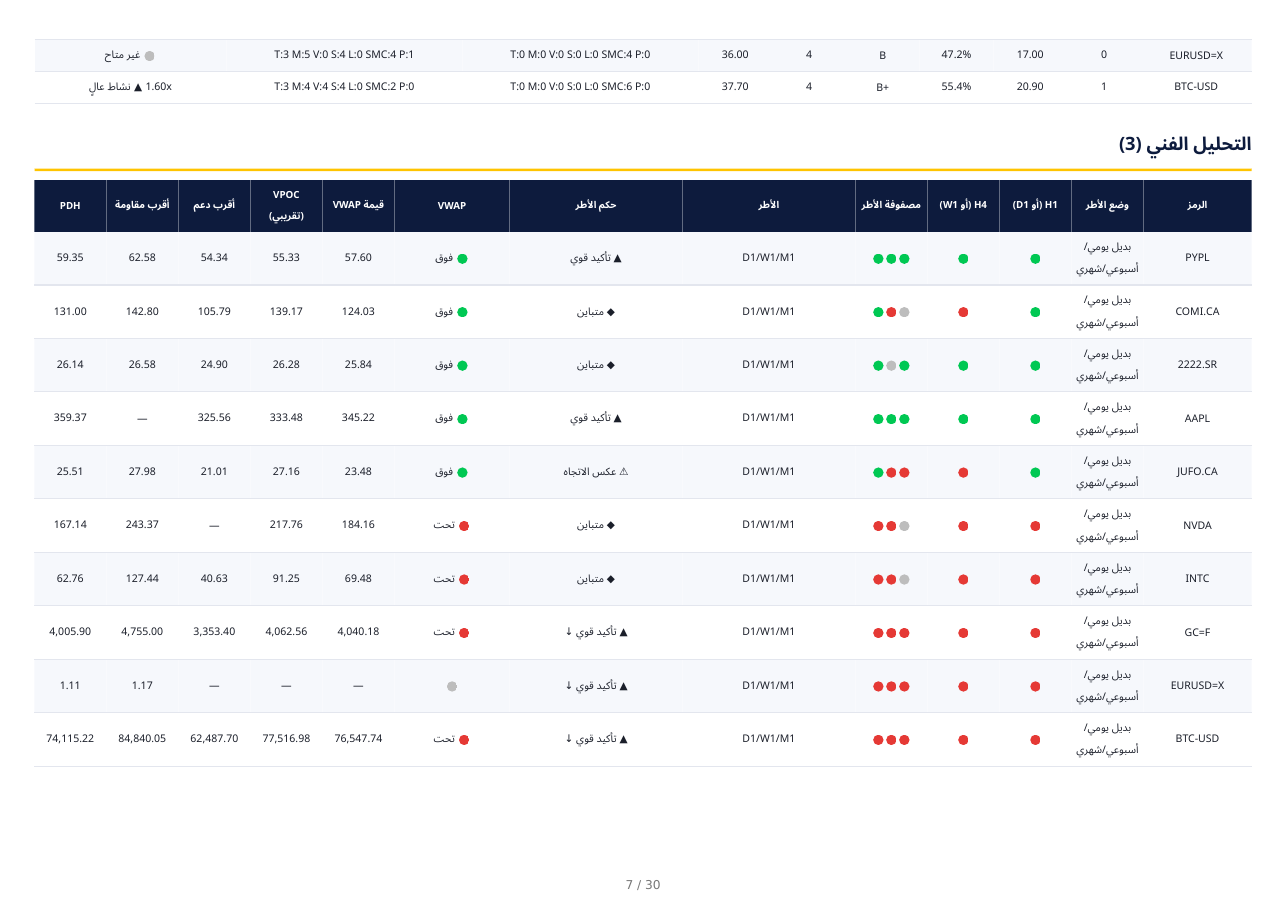 EURUSD=X 0 17.00 47.2% B 4 36.00 T:0 M:0 V:0 S:0 L:0 SMC:4 P:0 T:3 M:5 V:0 S:4 L:0 SMC:4 P:1 غير متاح
BTC-USD 1 20.90 55.4% B+ 4 37.70 T:0 M:0 V:0 S:0 L:0 SMC:6 P:0 T:3 M:4 V:4 S:4 L:0 SMC:2 P:0 1.60x ▲ نشاط عالٍ
التحليل الفني (3)
الرمز وضع الأطر H1 (أو D1) H4 (أو W1) مصفوفة الأطر الأطر حكم الأطر VWAP قيمة VWAP VPOC (تقريبي) أقرب دعم أقرب مقاومة PDH
PYPL بديل يومي/أسبوعي/شهري D1/W1/M1 ▲ تأكيد قوي فوق 57.60 55.33 54.34 62.58 59.35
COMI.CA بديل يومي/أسبوعي/شهري D1/W1/M1 ◆ متباين فوق 124.03 139.17 105.79 142.80 131.00
2222.SR بديل يومي/أسبوعي/شهري D1/W1/M1 ◆ متباين فوق 25.84 26.28 24.90 26.58 26.14
AAPL بديل يومي/أسبوعي/شهري D1/W1/M1 ▲ تأكيد قوي فوق 345.22 333.48 325.56 — 359.37
JUFO.CA بديل يومي/أسبوعي/شهري D1/W1/M1 ⚠ عكس الاتجاه فوق 23.48 27.16 21.01 27.98 25.51
NVDA بديل يومي/أسبوعي/شهري D1/W1/M1 ◆ متباين تحت 184.16 217.76 — 243.37 167.14
INTC بديل يومي/أسبوعي/شهري D1/W1/M1 ◆ متباين تحت 69.48 91.25 40.63 127.44 62.76
GC=F بديل يومي/أسبوعي/شهري D1/W1/M1 ▲ تأكيد قوي ↓ تحت 4,040.18 4,062.56 3,353.40 4,755.00 4,005.90
EURUSD=X بديل يومي/أسبوعي/شهري D1/W1/M1 ▲ تأكيد قوي ↓ — — — 1.17 1.11
BTC-USD بديل يومي/أسبوعي/شهري D1/W1/M1 ▲ تأكيد قوي ↓ تحت 76,547.74 77,516.98 62,487.70 84,840.05 74,115.22
7 / 30